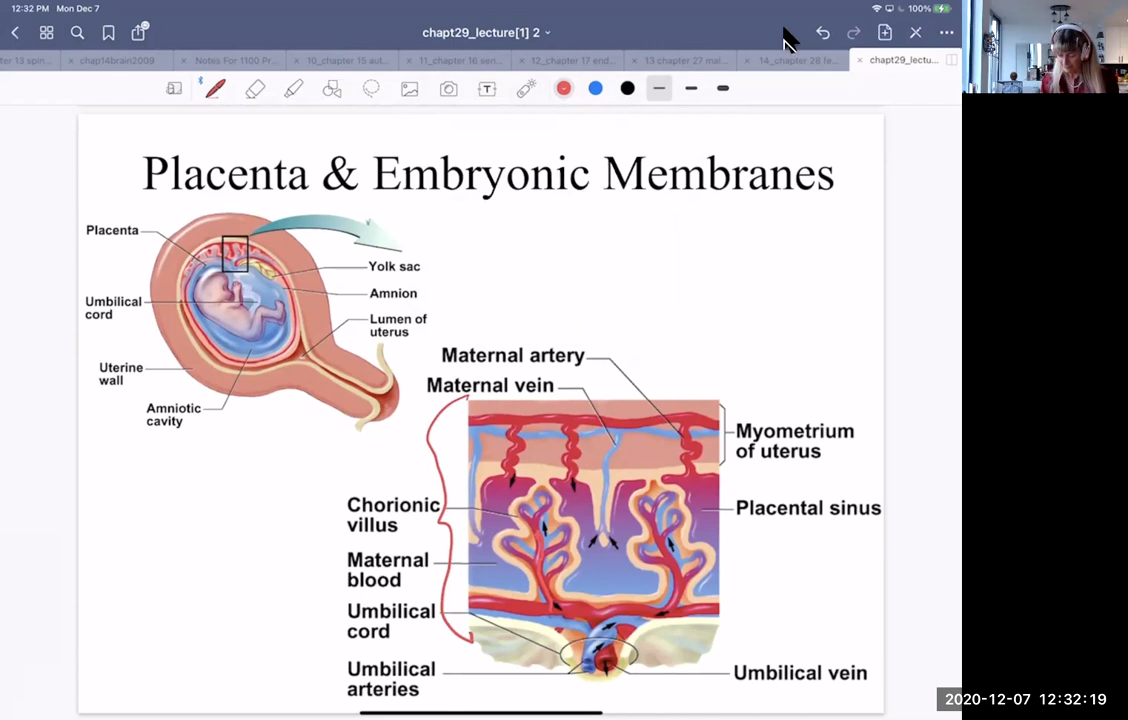 12:32 PM Mon Dec 7
100%
chapt29_lecture[1] 2
ter 13 spin...
chap14brain2009
Notes For 1100 Pr...
10_chapter 15 aut...
11_chapter 16 sen...
12_chapter 17 end...
13 chapter 27 mal...
14_chapter 28 fe...
chapt29_lectu...
T
Placenta & Embryonic Membranes
Placenta
Yolk sac
Amnion
Umbilical
cord
Lumen of
uterus
Uterine
wall
Amniotic
cavity
Maternal artery
Maternal vein
Myometrium
of uterus
Chorionic
villus
Placental sinus
Maternal
blood
Umbilical
cord
Umbilical
arteries
Umbilical vein
2020-12-07 12:32:19